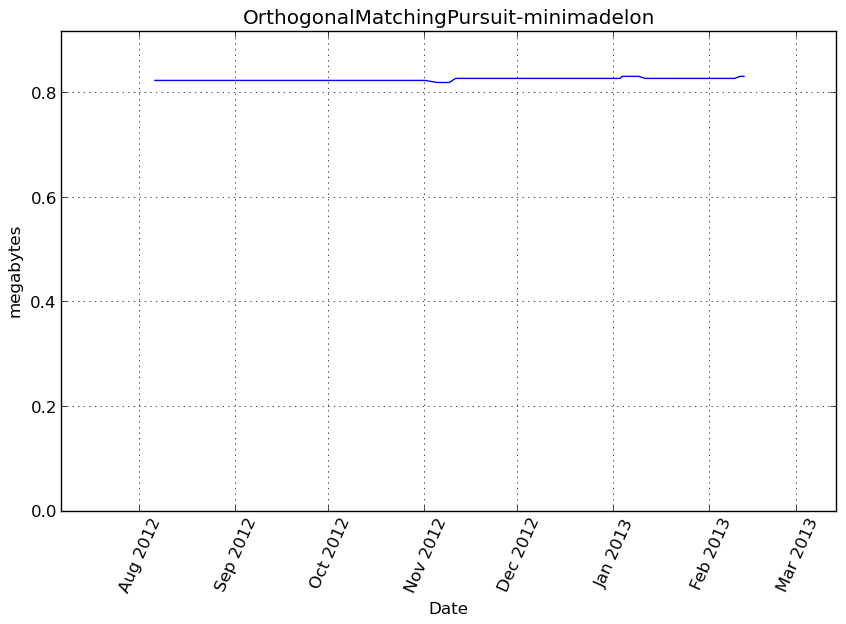 OrthogonalMatchingPursuit-minimadelon
megabytes
0.8
0.6
0.4
0.2
0.0
Aug 2012
Sep 2012
Oct 2012
Nov 2012
Dec 2012
Jan 2013
Feb 2013
Mar 2013
Date